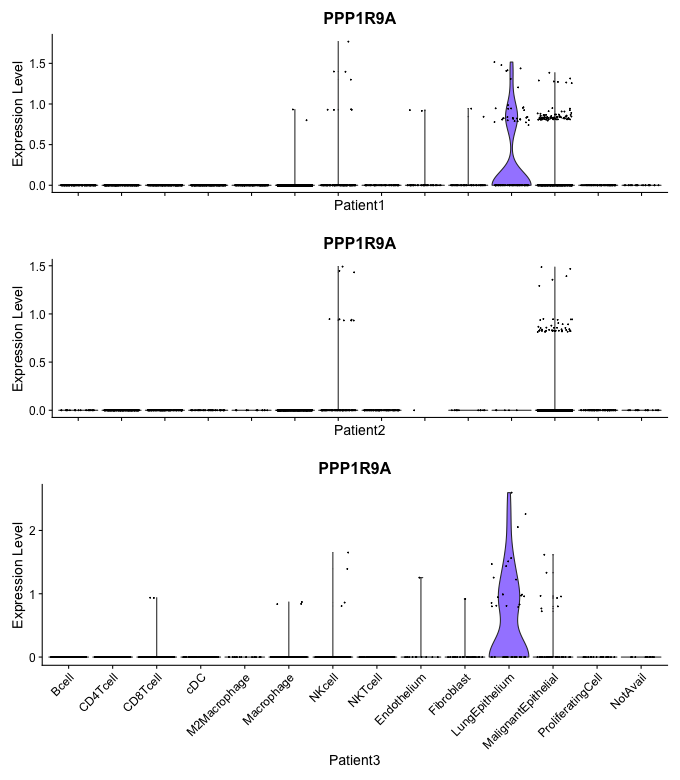 PPP1R9A
Expression Level
1.5
1.0
0.5
0.0
Patient1
PPP1R9A
Expression Level
1.5
1.0
0.5
0.0
Patient2
PPP1R9A
Expression Level
2
1
0
Bcell
CD4Tcell
CD8Tcell
cDC
M2Macrophage
Macrophage
NKcell
NKTcell
Endothelium
Fibroblast
LungEpithelium
MalignantEpithelial
ProliferatingCell
NotAvail
Patient3